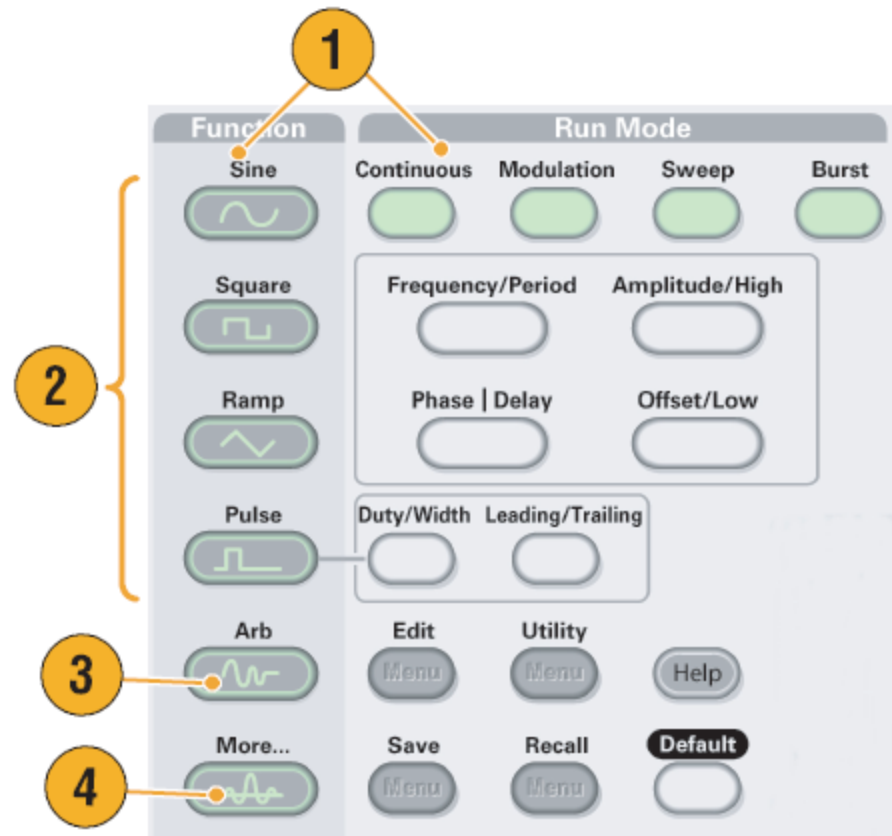 1
Function Run Mode
Sine Continuous Modulation Sweep Burst
2
Square Frequency/Period Amplitude/High
Ramp Phase | Delay Offset/Low
Pulse Duty/Width Leading/Trailing
3
Arb Edit Utility
Menu Menu Help
4
More... Save Recall Default
Menu Menu